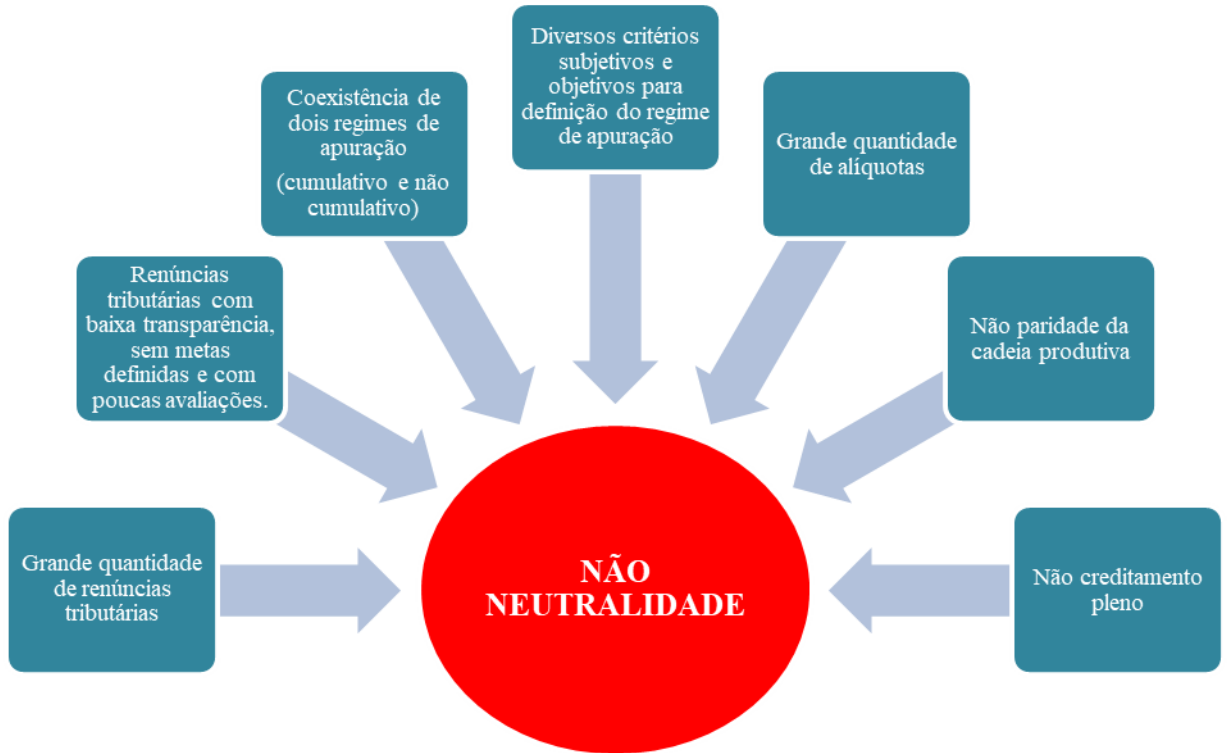 Diversos critérios
subjetivos e
objetivos para
definição do regime
de apuração
Coexistência de
dois regimes de
apuração
(cumulativo e não
cumulativo)
Grande quantidade
de alíquotas
Renúncias
tributárias com
baixa transparência,
sem metas
definidas e com
poucas avaliações.
Não paridade da
cadeia produtiva
Grande quantidade
de renúncias
tributárias
NÃO
NEUTRALIDADE
Não creditamento
pleno